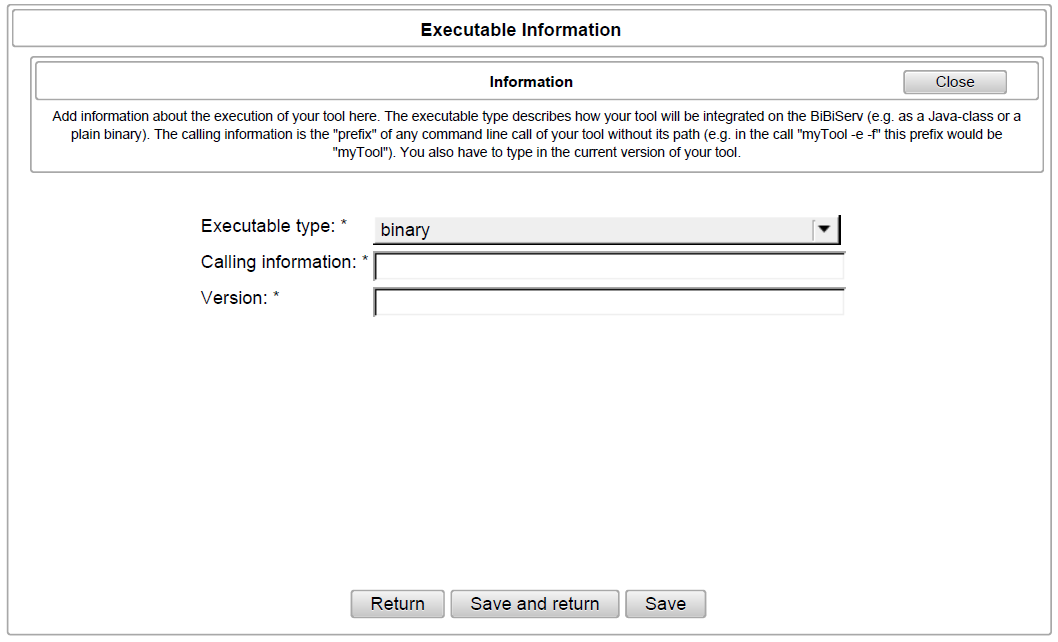 Executable Information
Information
Close
Add information about the execution of your tool here. The executable type describes how your tool will be integrated on the BiBiServ (e.g. as a Java-class or a
plain binary). The calling information is the "prefix" of any command line call of your tool without its path (e.g. in the call "myTool -e -f" this prefix would be
"myTool"). You also have to type in the current version of your tool.
Executable type: *
binary
Calling information: *
Version: *
Return
Save and return
Save